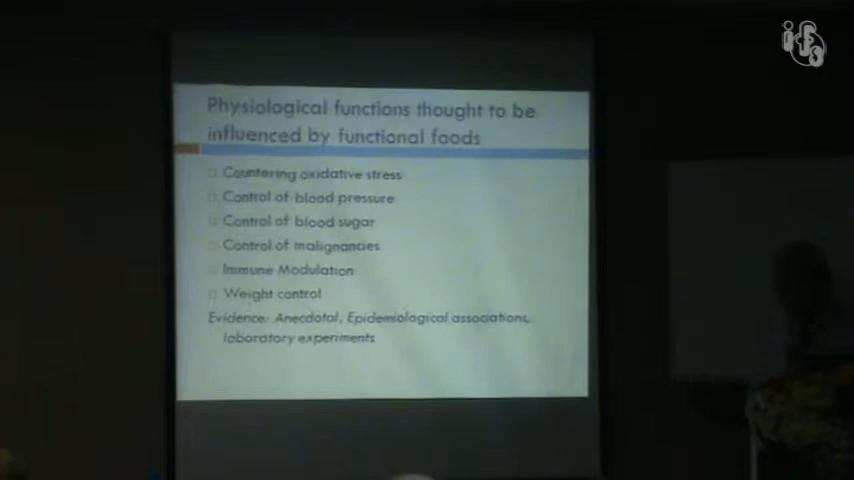 Physiological functions thought to be
influenced by functional foods
Countering oxidative stress
Control of blood pressure
Control of blood sugar
Control of malignancies
Immune Modulation
Weight control
Evidence: Anecdotal, Epidemiological associations,
laboratory experiments